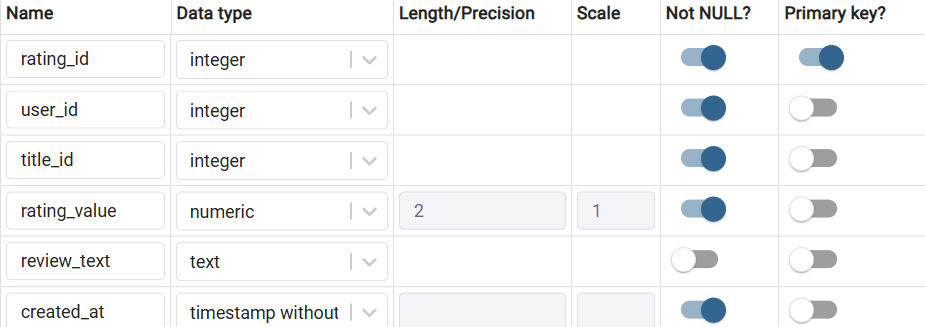 Name Data type Length/Precision Scale Not NULL? Primary key?
rating_id integer
user_id integer
title_id integer
rating_value numeric 2 1
review_text text
created_at timestamp without